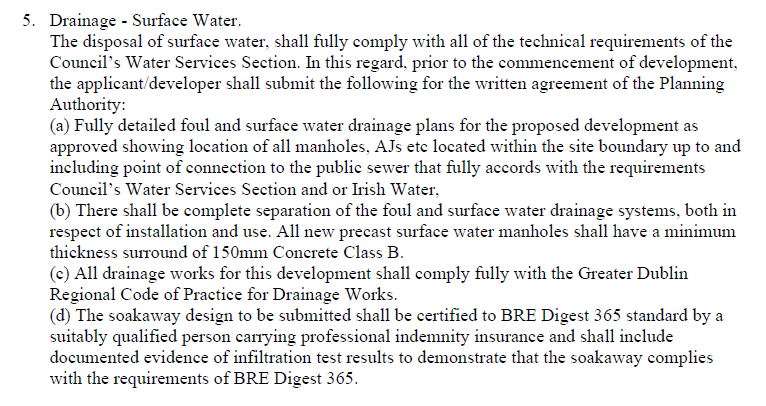 5. Drainage - Surface Water.
The disposal of surface water, shall fully comply with all of the technical requirements of the
Council's Water Services Section. In this regard, prior to the commencement of development,
the applicant/developer shall submit the following for the written agreement of the Planning
Authority:
(a) Fully detailed foul and surface water drainage plans for the proposed development as
approved showing location of all manholes, AJs etc located within the site boundary up to and
including point of connection to the public sewer that fully accords with the requirements
Council's Water Services Section and or Irish Water,
(b) There shall be complete separation of the foul and surface water drainage systems, both in
respect of installation and use. All new precast surface water manholes shall have a minimum
thickness surround of 150mm Concrete Class B.
(c) All drainage works for this development shall comply fully with the Greater Dublin
Regional Code of Practice for Drainage Works.
(d) The soakaway design to be submitted shall be certified to BRE Digest 365 standard by a
suitably qualified person carrying professional indemnity insurance and shall include
documented evidence of infiltration test results to demonstrate that the soakaway complies
with the requirements of BRE Digest 365.